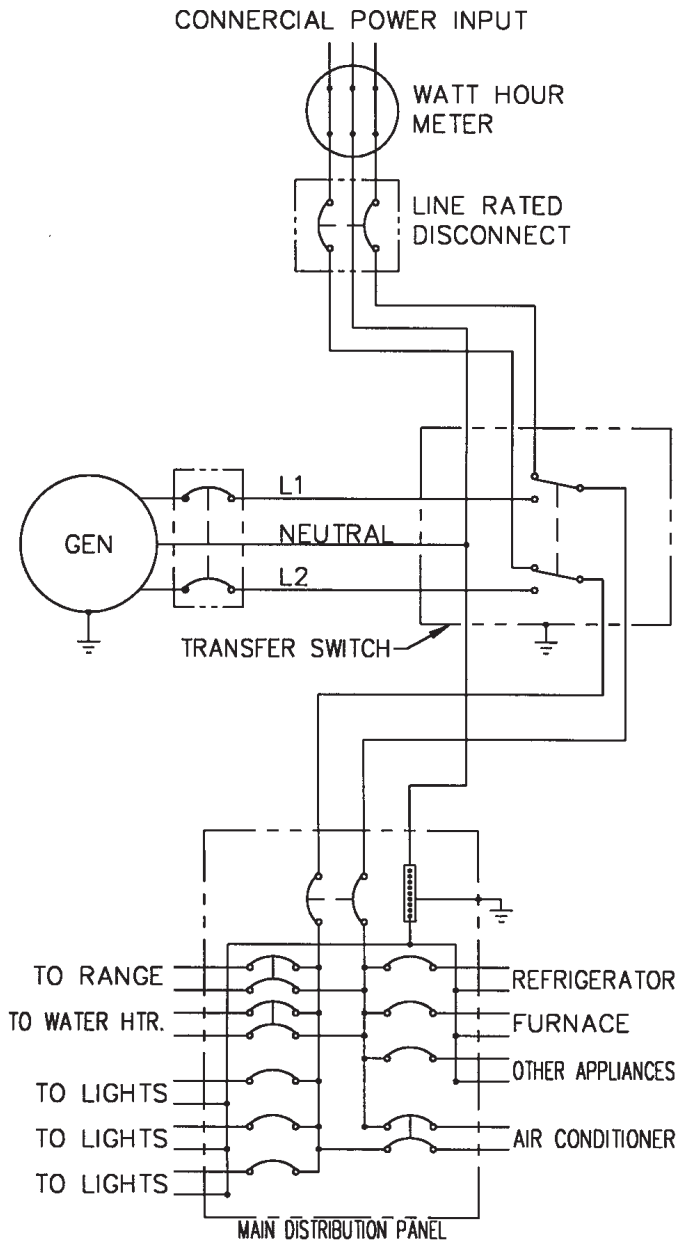 CONNERCIAL POWER INPUT
WATT HOUR
METER
LINE RATED
DISCONNECT
L1
GEN
NEUTRAL
L2
TRANSFER SWITCH
TO RANGE
REFRIGERATOR
TO WATER HTR.
FURNACE
OTHER APPLIANCES
TO LIGHTS
TO LIGHTS
AIR CONDITIONER
TO LIGHTS
MAIN DISTRIBUTION PANEL